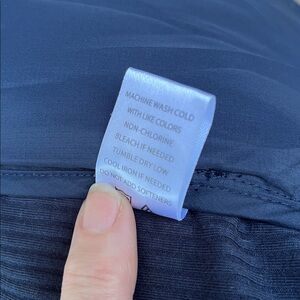 MACHINE WASH COLD
WITH LIKE COLORS
NON-CHLORINE
BLEACH IF NEEDED
TUMBLE DRY LOW
COOL IRON IF NEEDED
DO NOT ADD SOFTENERS